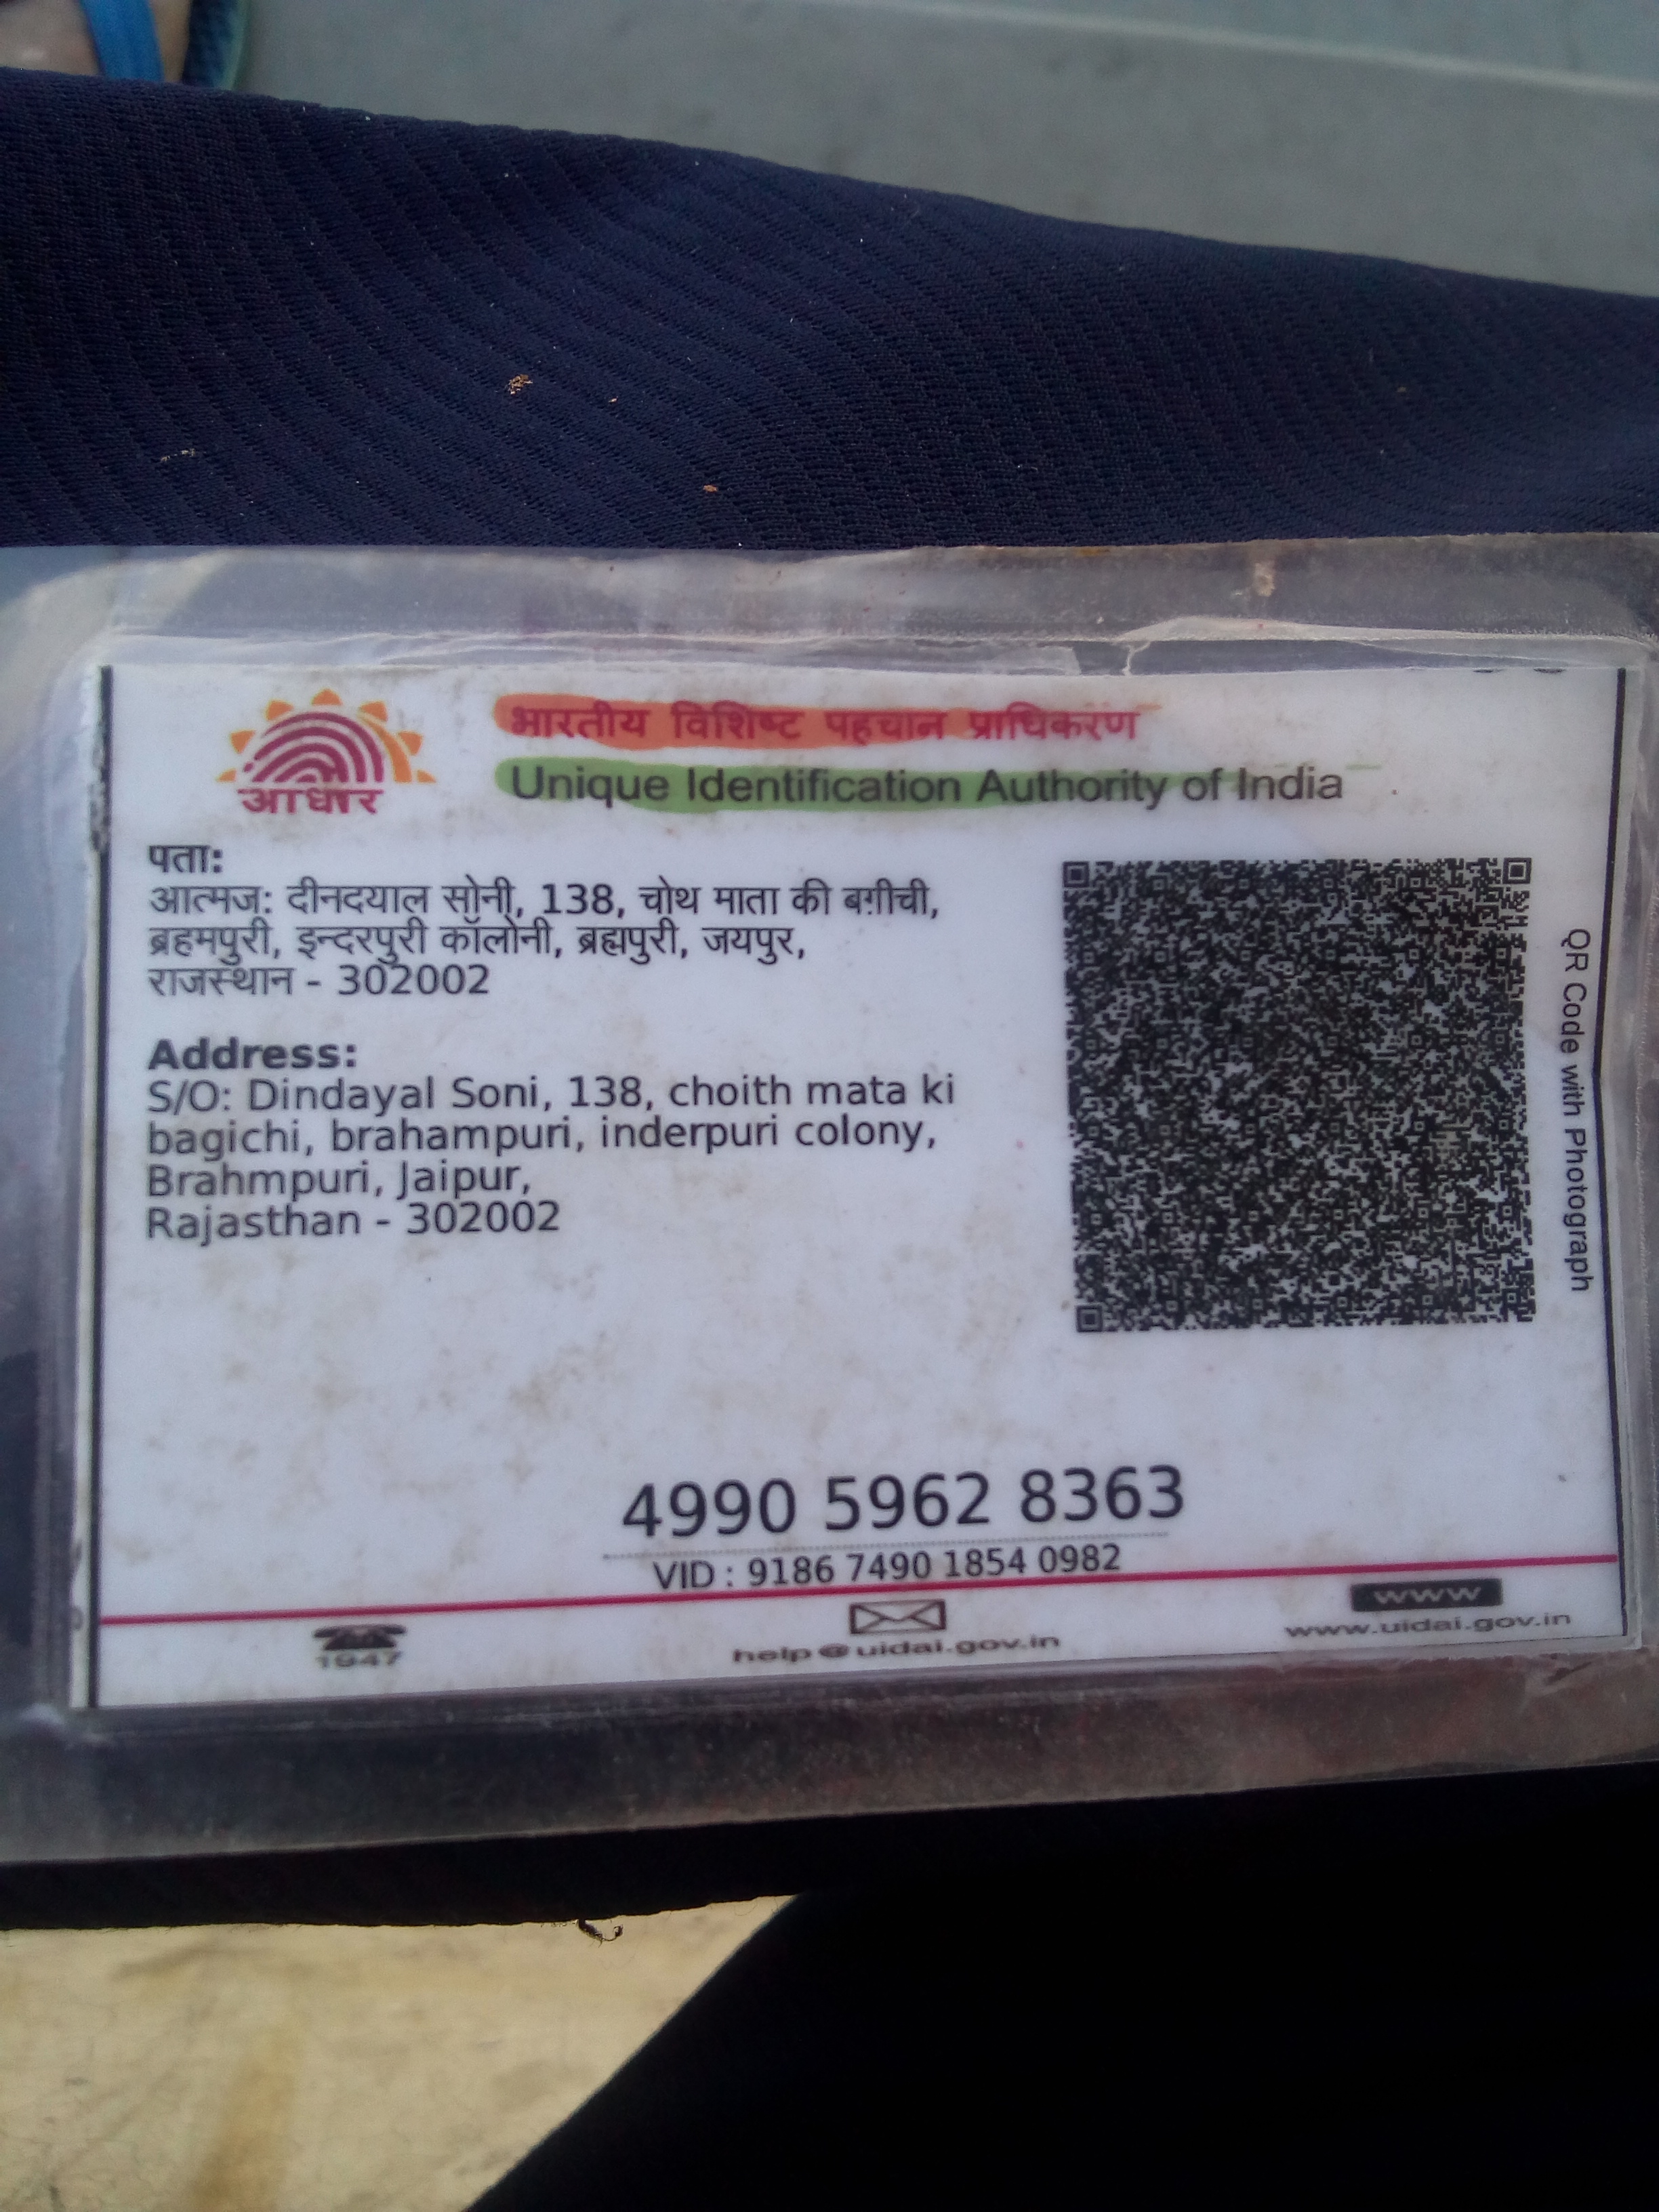 आधार
भारतीय विशिष्ट पहचान प्राधिकरण
Unique Identification Authority of India
पता:
आत्मज: दीनदयाल सोनी, 138, चोथ माता की बग़ीची,
ब्रहमपुरी, इन्दरपुरी कॉलोनी, ब्रह्मपुरी, जयपुर,
राजस्थान - 302002
Address:
S/O: Dindayal Soni, 138, choith mata ki
bagichi, brahampuri, inderpuri colony,
Brahmpuri, Jaipur,
Rajasthan - 302002
QR Code with Photograph
4990 5962 8363
VID : 9186 7490 1854 0982
1947
help@uidai.gov.in
www
www.uidai.gov.in